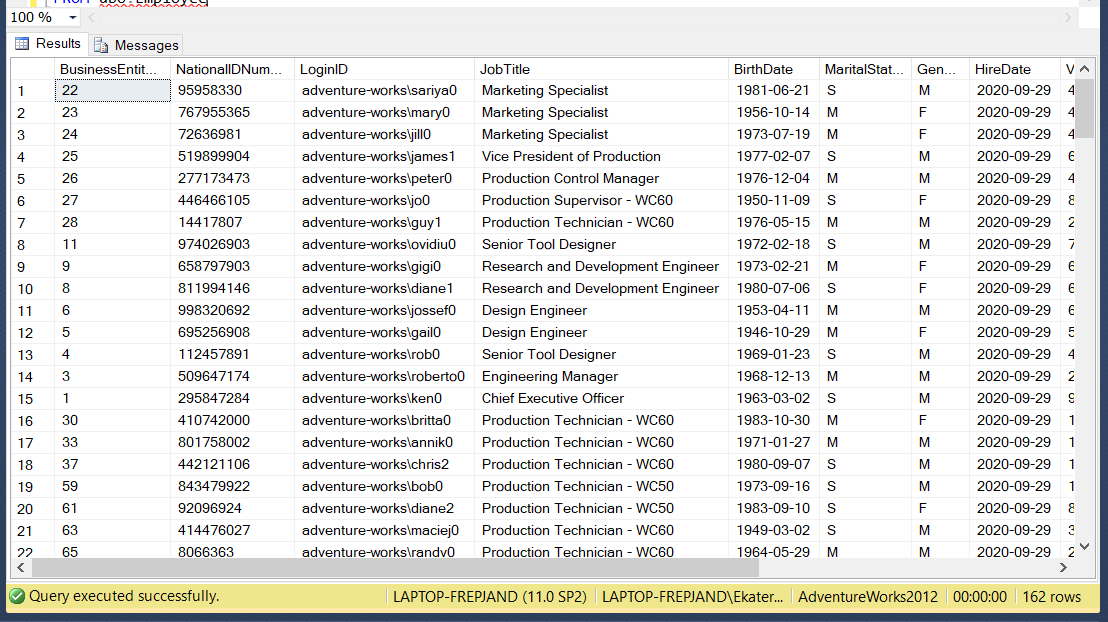 FROM dbo.Employee
100 %
Results Messages
BusinessEntit... NationalIDNum... LoginID JobTitle BirthDate MaritalStat... Gen... HireDate V
1 22 95958330 adventure-works\sariya0 Marketing Specialist 1981-06-21 S M 2020-09-29 4
2 23 767955365 adventure-works\mary0 Marketing Specialist 1956-10-14 M F 2020-09-29 4
3 24 72636981 adventure-works\jill0 Marketing Specialist 1973-07-19 M F 2020-09-29 4
4 25 519899904 adventure-works\james1 Vice President of Production 1977-02-07 S M 2020-09-29 6
5 26 277173473 adventure-works\peter0 Production Control Manager 1976-12-04 M M 2020-09-29 4
6 27 446466105 adventure-works\jo0 Production Supervisor - WC60 1950-11-09 S F 2020-09-29 8
7 28 14417807 adventure-works\guy1 Production Technician - WC60 1976-05-15 M M 2020-09-29 2
8 11 974026903 adventure-works\ovidiu0 Senior Tool Designer 1972-02-18 S M 2020-09-29 7
9 9 658797903 adventure-works\gigi0 Research and Development Engineer 1973-02-21 M F 2020-09-29 6
10 8 811994146 adventure-works\diane1 Research and Development Engineer 1980-07-06 S F 2020-09-29 6
11 6 998320692 adventure-works\jossef0 Design Engineer 1953-04-11 M M 2020-09-29 6
12 5 695256908 adventure-works\gail0 Design Engineer 1946-10-29 M F 2020-09-29 5
13 4 112457891 adventure-works\rob0 Senior Tool Designer 1969-01-23 S M 2020-09-29 4
14 3 509647174 adventure-works\roberto0 Engineering Manager 1968-12-13 M M 2020-09-29 2
15 1 295847284 adventure-works\ken0 Chief Executive Officer 1963-03-02 S M 2020-09-29 9
16 30 410742000 adventure-works\britta0 Production Technician - WC60 1983-10-30 M F 2020-09-29 1
17 33 801758002 adventure-works\annik0 Production Technician - WC60 1971-01-27 M M 2020-09-29 1
18 37 442121106 adventure-works\chris2 Production Technician - WC60 1980-09-07 S M 2020-09-29 1
19 59 843479922 adventure-works\bob0 Production Technician - WC50 1973-09-16 S M 2020-09-29 1
20 61 92096924 adventure-works\diane2 Production Technician - WC50 1983-09-10 S F 2020-09-29 8
21 63 414476027 adventure-works\maciej0 Production Technician - WC60 1949-03-02 S M 2020-09-29 3
22 65 8066363 adventure-works\randy0 Production Technician - WC60 1964-05-29 M M 2020-09-29 2
Query executed successfully. LAPTOP-FREPJAND (11.0 SP2) LAPTOP-FREPJAND\Ekater... AdventureWorks2012 00:00:00 162 rows